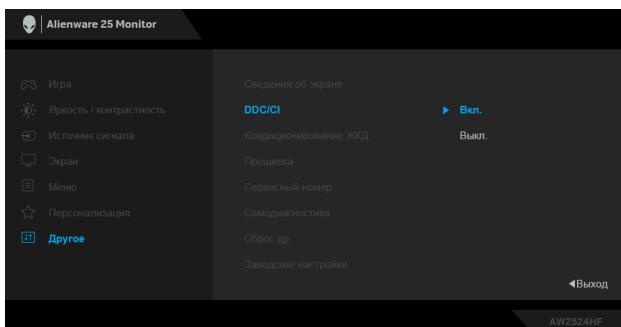 Alienware 25 Monitor
Игра
Яркость / контрастность
Источник сигнала
Экран
Меню
Персонализация
Другое
Сведения об экране
DDC/CI
Кондиционирование ЖКД
Прошивка
Сервисный номер
Самодиагностика
Сброс др.
Заводские настройки
Вкл.
Выкл.
Выход
AW2524HF